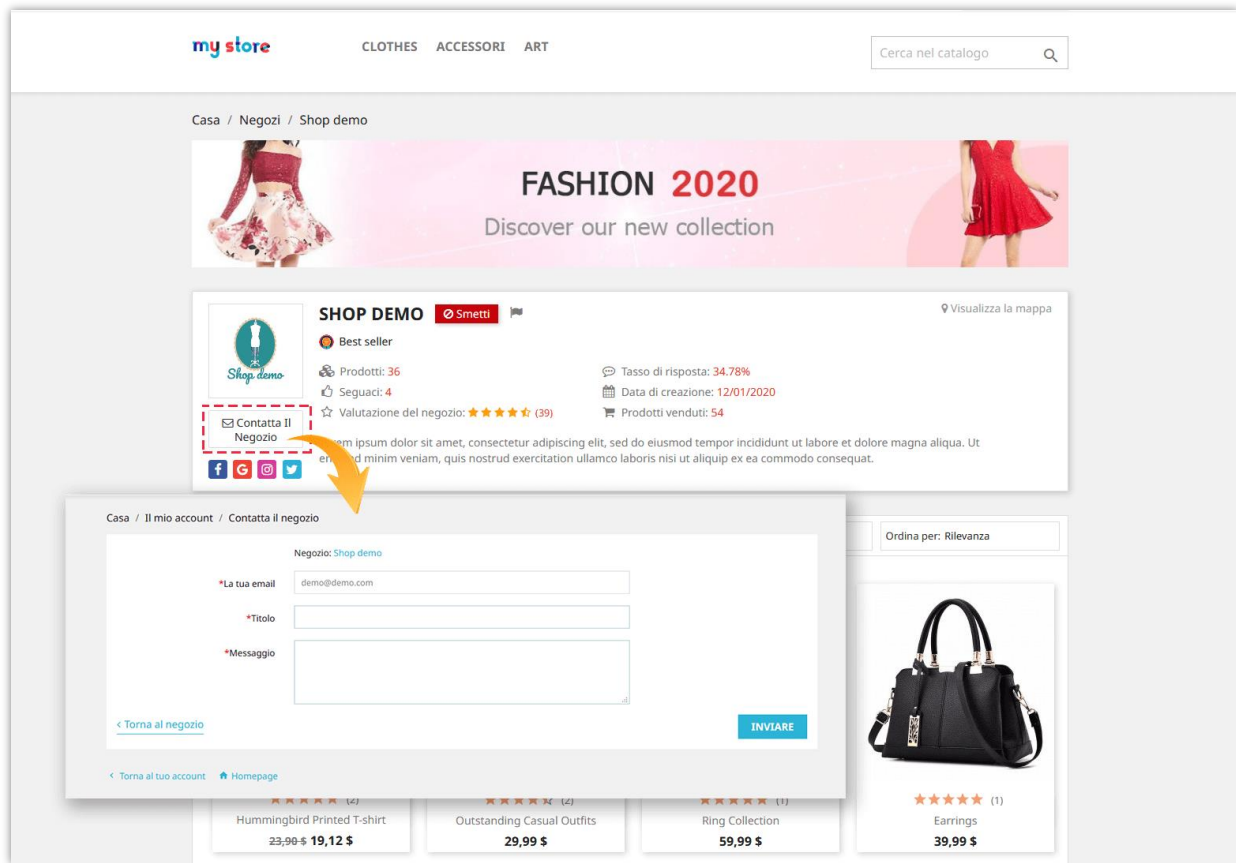 my store
CLOTHES ACCESSORI ART
Cerca nel catalogo
Casa / Negozi / Shop demo
FASHION 2020
Discover our new collection
Shop demo
SHOP DEMO
Smetti
Visualizza la mappa
Best seller
Prodotti: 36
Tasso di risposta: 34.78%
Seguaci: 4
Data di creazione: 12/01/2020
Valutazione del negozio: (39)
Prodotti venduti: 54
Contatta Il
Negozio
ipsum dolor sit amet, consectetur adipiscing elit, sed do eiusmod tempor incididunt ut labore et dolore magna aliqua. Ut
minim veniam, quis nostrud exercitation ullamco laboris nisi ut aliquip ex ea commodo consequat.
Casa / Il mio account / Contatta il negozio
Ordina per: Rilevanza
Negozio: Shop demo
*La tua email
demo@demo.com
*Titolo
*Messaggio
< Torna al negozio
INVIARE
< Torna al tuo account Homepage
(2)
(2)
(1)
(1)
Hummingbird Printed T-shirt
Outstanding Casual Outfits
Ring Collection
Earrings
23,90 $ 19,12 $
29,99 $
59,99 $
39,99 $